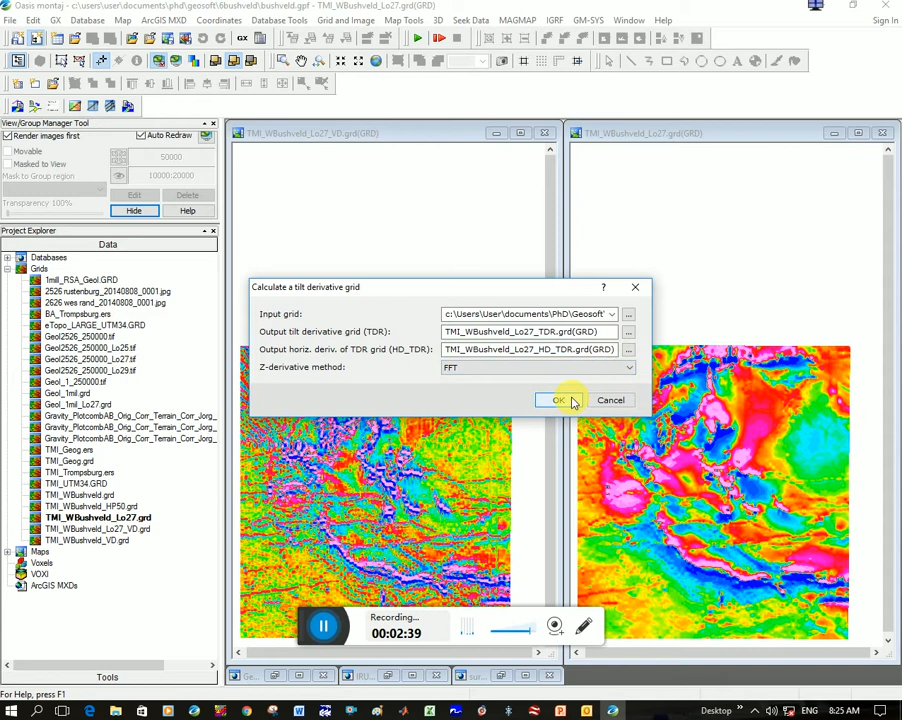 Oasis montaj - c:\users\user\documents\phd\geosoft\6bushveld\bushveld.gpf - TMI_WBushveld_Lo27.grd(GRD)
File GX Database Map ArcGIS MXD Coordinates Database Tools Grid and Image Map Tools 3D Seek Data MAGMAP IGRF GM-SYS Window Help
Sign In
GX
View/Group Manager Tool
Render images first
Auto Redraw
Movable
50000
Masked to View
Mask to Group region
10000:20000
Transparency 100%
Edit
Delete
Hide
Help
Project Explorer
Data
Databases
Grids
1mill_RSA_Geol.GRD
2526 rustenburg_20140808_0001.jpg
2626 wes rand_20140808_0001.jpg
BA_Trompsburg.ers
eTopo_LARGE_UTM34.GRD
Geol2526_250000.tif
Geol2526_250000_Lo25.tif
Geol2526_250000_Lo27.tif
Geol2526_250000_Lo29.tif
Geol_1_250000.tif
Geol_1mil.grd
Geol_1mil_Lo27.grd
Gravity_PlotcombAB_Orig_Corr_Terrain_Corr_Jorg_
Gravity_PlotcombAB_Orig_Corr_Terrain_Corr_Jorg_
Gravity_PlotcombAB_Orig_Corr_Terrain_Corr_Jorg_
TMI_Geog.ers
TMI_Geog.grd
TMI_Trompsburg.ers
TMI_UTM34.GRD
TMI_WBushveld.grd
TMI_WBushveld_HP50.grd
TMI_WBushveld_Lo27.grd
TMI_WBushveld_Lo27_VD.grd
TMI_WBushveld_VD.grd
Maps
Voxels
VOXI
ArcGIS MXDs
Tools
For Help, press F1
TMI_WBushveld_Lo27_VD.grd(GRD)
TMI_WBushveld_Lo27.grd(GRD)
Calculate a tilt derivative grid
?
Input grid:
c:\Users\User\documents\PhD\Geosoft'
...
Output tilt derivative grid (TDR):
TMI_WBushveld_Lo27_TDR.grd(GRD)
...
Output horiz. deriv. of TDR grid (HD_TDR):
TMI_WBushveld_Lo27_HD_TDR.grd(GRD)
...
Z-derivative method:
FFT
OK
Cancel
Recording...
00:02:39
Ge...
IRU...
sur...
Desktop
ENG
8:25 AM